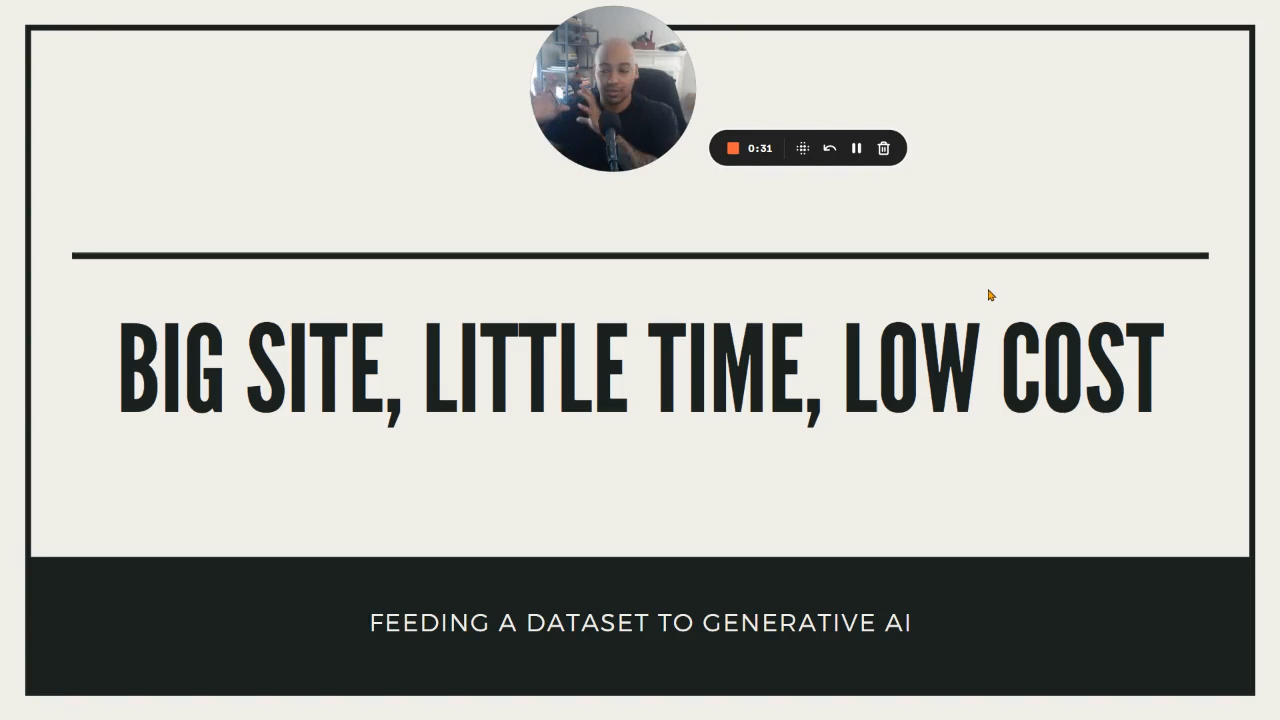 0:31
BIG SITE, LITTLE TIME, LOW COST
FEEDING A DATASET TO GENERATIVE AI